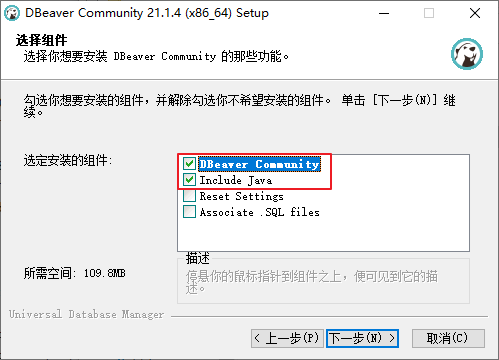 DBeaver Community 21.1.4 (x86_64) Setup
选择组件
选择你想要安装 DBeaver Community 的那些功能。
勾选你想要安装的组件，并解除勾选你不希望安装的组件。 单击 [下一步(N)] 继
续。
选定安装的组件:
DBeaver Community
Include Java
Reset Settings
Associate .SQL files
所需空间: 109.8MB
描述
停悬你的鼠标指针到组件之上，便可见到它的描
述。
Universal Database Manager
< 上一步(P)
下一步(N) >
取消(C)